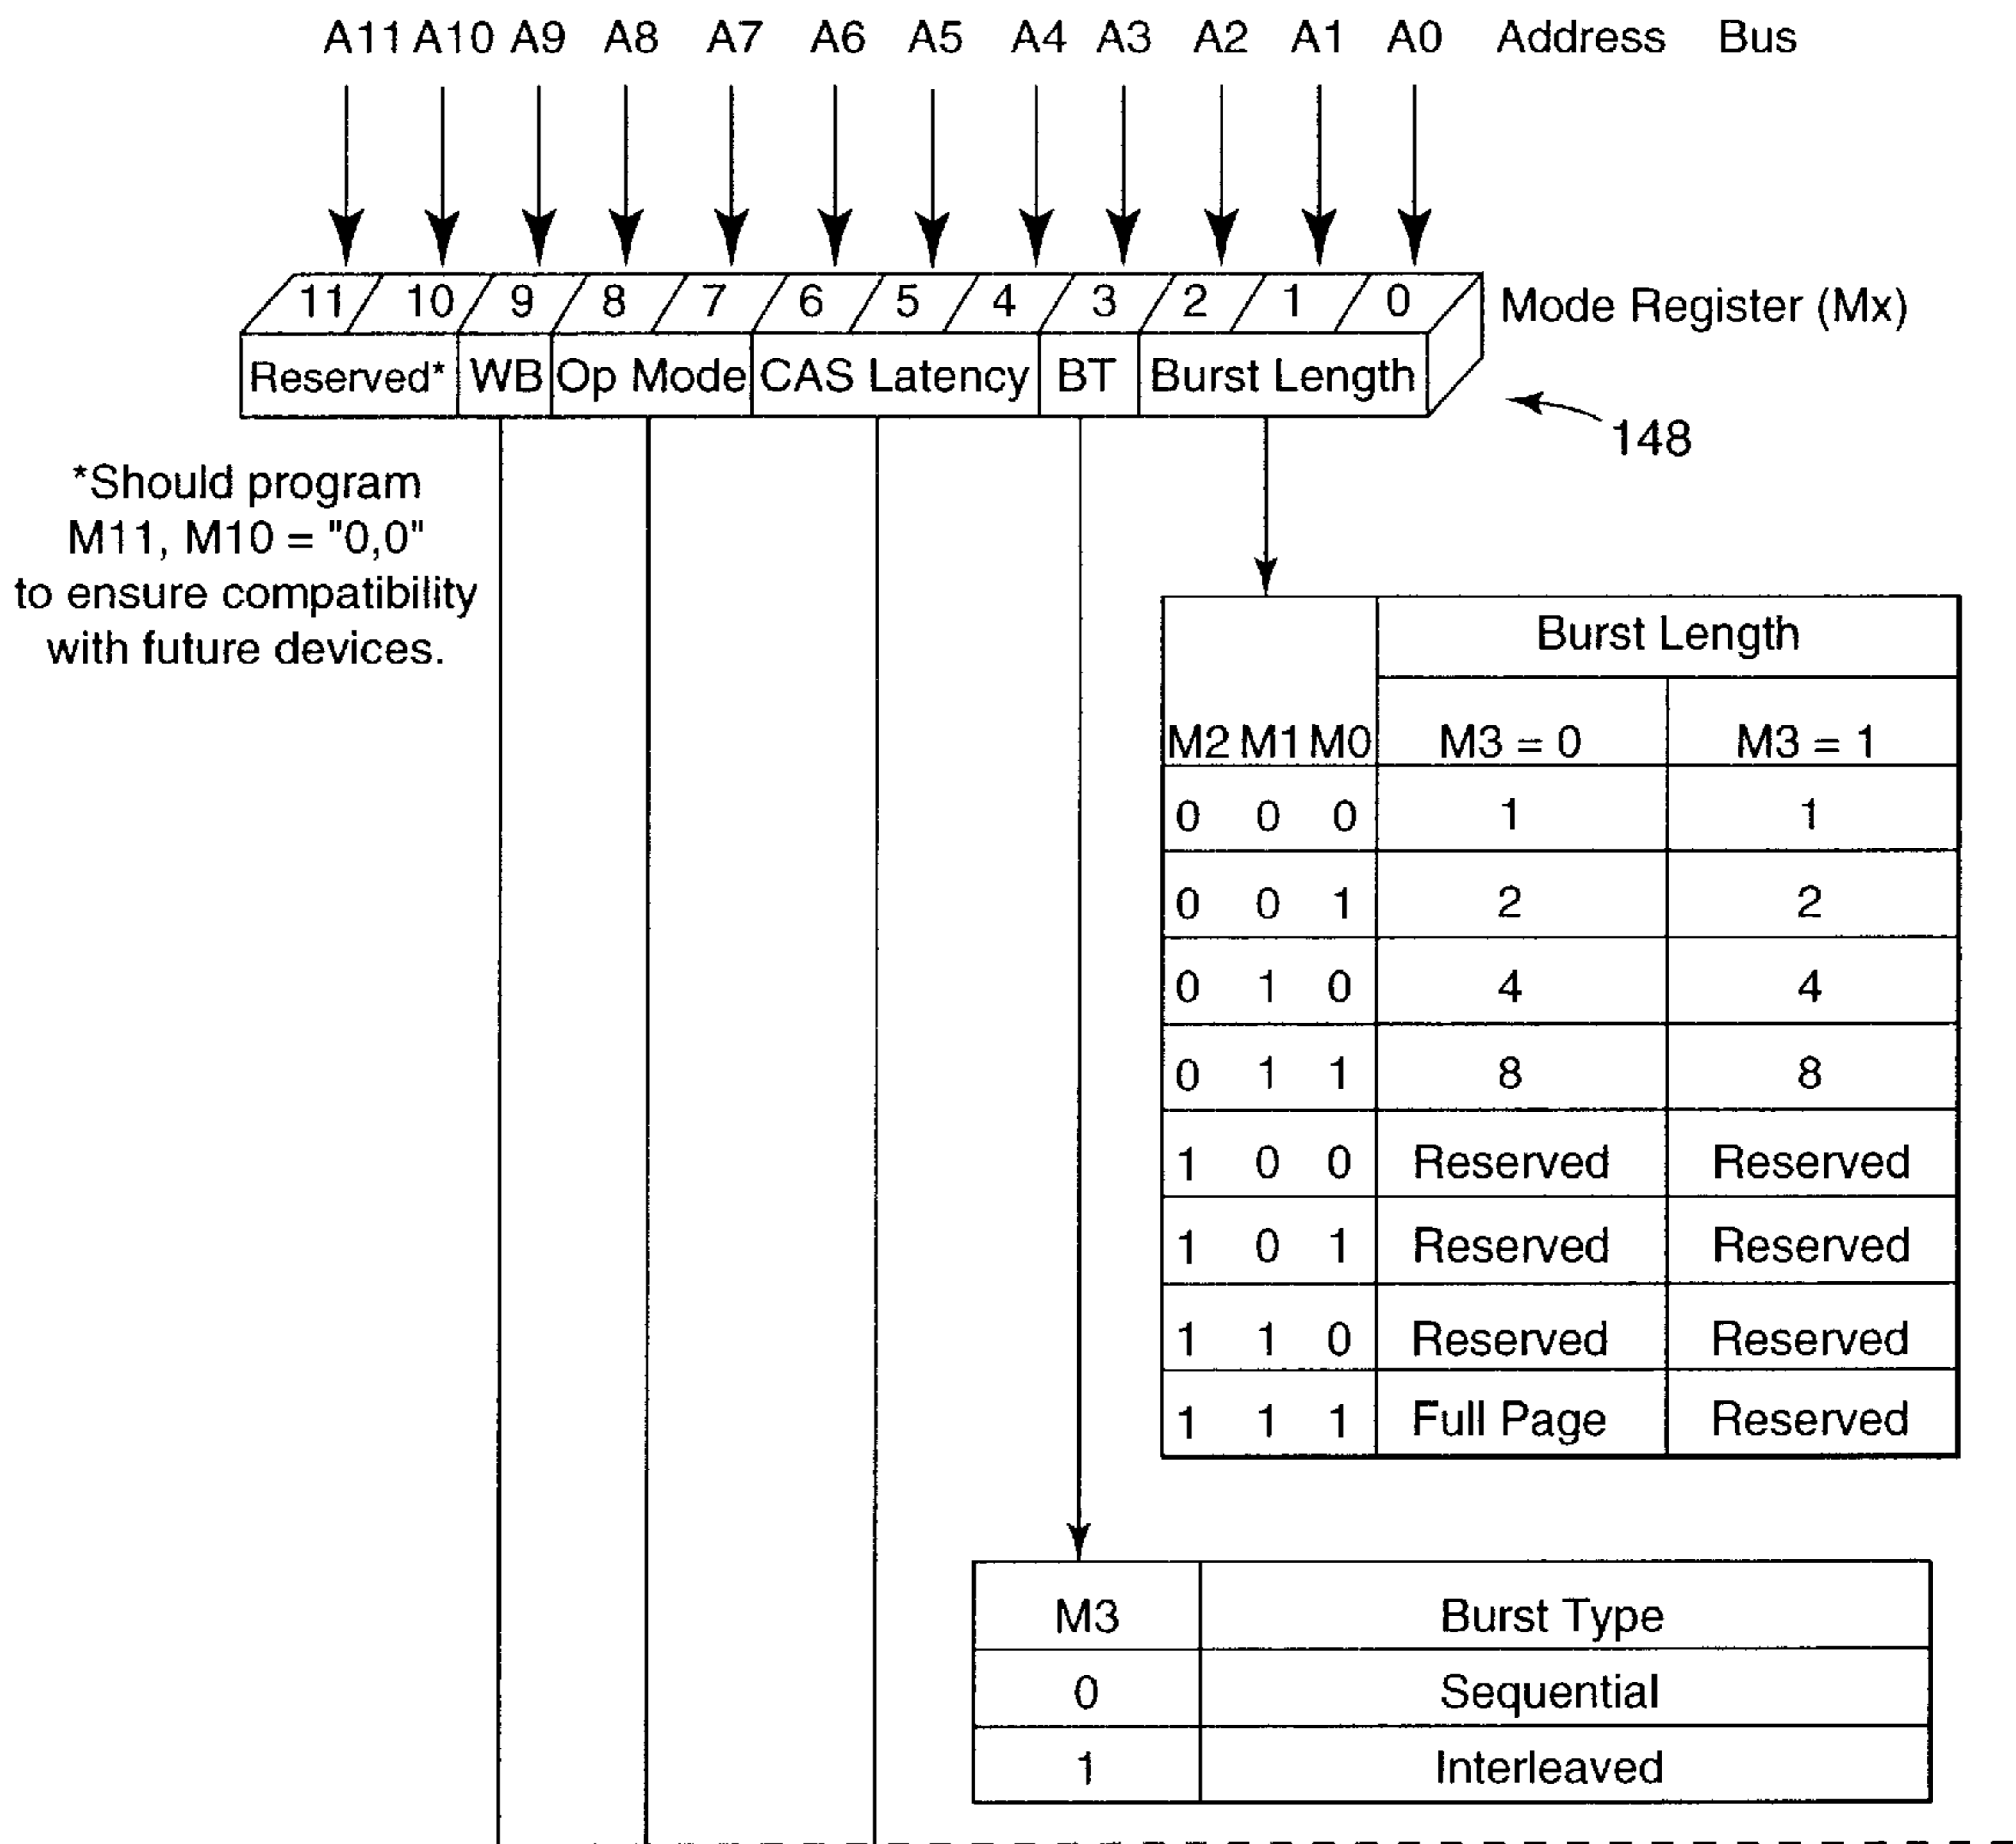 A11 A10 A9 A8 A7 A6 A5 A4 A3 A2 A1 A0 Address Bus
11 10 9 8 7 6 5 4 3 2 1 0 Mode Register (Mx)
Reserved* WB Op Mode CAS Latency BT Burst Length
148
*Should program
M11, M10 = "0,0"
to ensure compatibility
with future devices.
Burst Length
M2 M1 M0 M3 = 0 M3 = 1
0 0 0 1 1
0 0 1 2 2
0 1 0 4 4
0 1 1 8 8
1 0 0 Reserved Reserved
1 0 1 Reserved Reserved
1 1 0 Reserved Reserved
1 1 1 Full Page Reserved
M3 Burst Type
0 Sequential
1 Interleaved